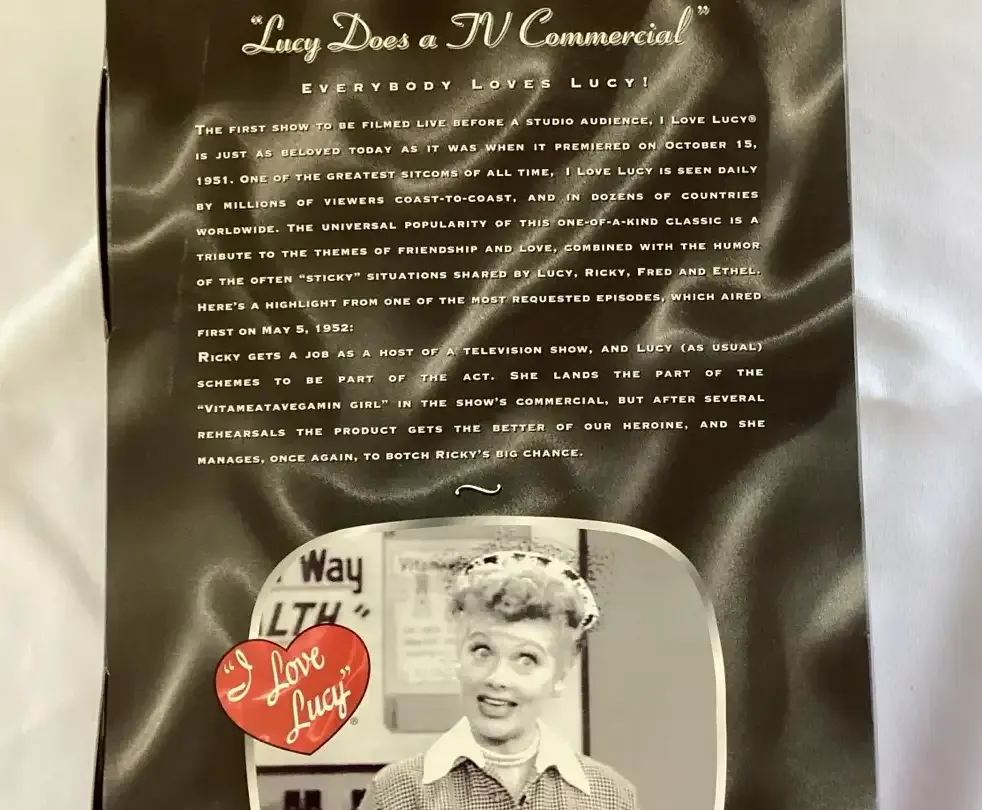 "Lucy Does a TV Commercial"
EVERYBODY LOVES LUCY!
THE FIRST SHOW TO BE FILMED LIVE BEFORE A STUDIO AUDIENCE, I LOVE LUCY®
IS JUST AS BELOVED TODAY AS IT WAS WHEN IT PREMIERED ON OCTOBER 15,
1951. ONE OF THE GREATEST SITCOMS OF ALL TIME, I LOVE LUCY IS SEEN DAILY
BY MILLIONS OF VIEWERS COAST-TO-COAST, AND IN DOZENS OF COUNTRIES
WORLDWIDE. THE UNIVERSAL POPULARITY OF THIS ONE-OF-A-KIND CLASSIC IS A
TRIBUTE TO THE THEMES OF FRIENDSHIP AND LOVE, COMBINED WITH THE HUMOR
OF THE OFTEN "STICKY" SITUATIONS SHARED BY LUCY, RICKY, FRED AND ETHEL.
HERE'S A HIGHLIGHT FROM ONE OF THE MOST REQUESTED EPISODES, WHICH AIRED
FIRST ON MAY 5, 1952:
RICKY GETS A JOB AS A HOST OF A TELEVISION SHOW, AND LUCY (AS USUAL)
SCHEMES TO BE PART OF THE ACT. SHE LANDS THE PART OF THE
"VITAMEATAVEGAMIN GIRL" IN THE SHOW'S COMMERCIAL, BUT AFTER SEVERAL
REHEARSALS THE PRODUCT GETS THE BETTER OF OUR HEROINE, AND SHE
MANAGES, ONCE AGAIN, TO BOTCH RICKY'S BIG CHANCE.
Way
LTH"
"I Love
Lucy"®